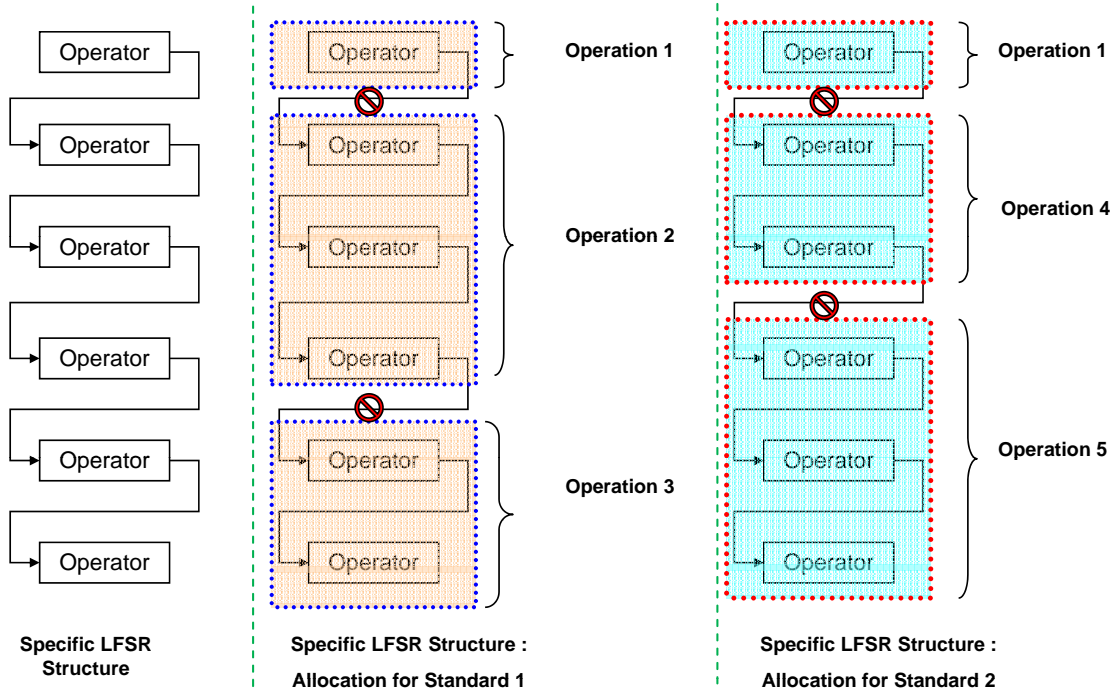 Operator
Operator
Operator
Operator
Operator
Operator
Specific LFSR
Structure
Operator
Operator
Operator
Operator
Operator
Operator
Operation 1
Operation 2
Operation 3
Specific LFSR Structure :
Allocation for Standard 1
Operator
Operator
Operator
Operator
Operator
Operator
Operation 1
Operation 4
Operation 5
Specific LFSR Structure :
Allocation for Standard 2